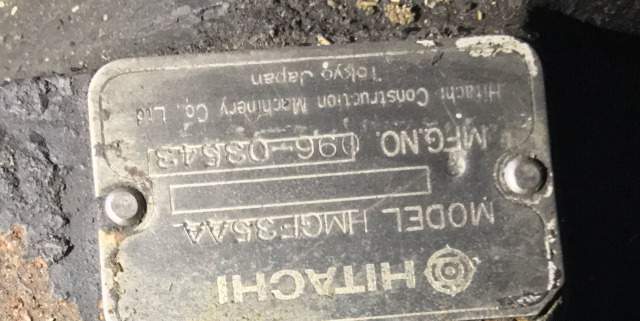 HITACHI
MODEL HMGF35AA
MFG.NO. 096-03543
Hitachi Construction Machinery Co., Ltd
Tokyo Japan